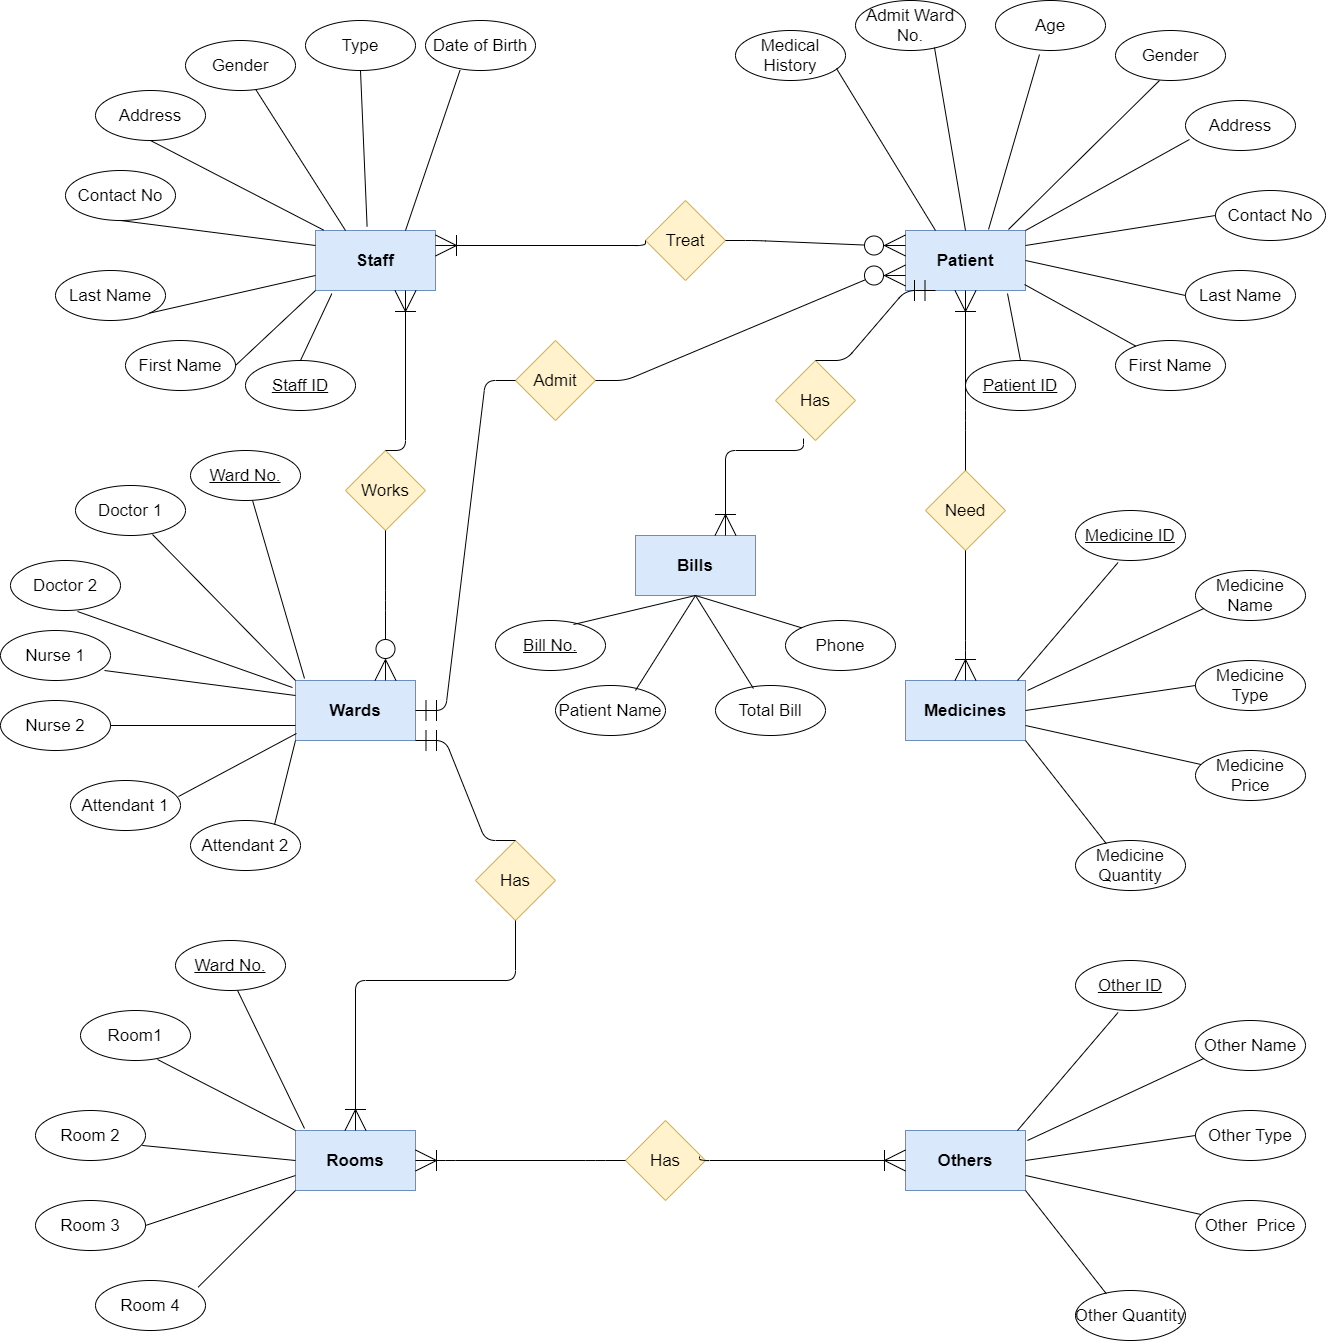 Admit Ward
No.
Age
Type
Date of Birth
Medical
History
Gender
Gender
Address
Address
Contact No
Contact No
Treat
Staff
Patient
Last Name
Last Name
First Name
Staff ID
Admit
Has
Patient ID
First Name
Ward No.
Works
Doctor 1
Need
Medicine ID
Doctor 2
Bills
Medicine
Name
Nurse 1
Bill No.
Phone
Medicine
Type
Nurse 2
Wards
Patient Name
Total Bill
Medicines
Medicine
Price
Attendant 1
Attendant 2
Has
Medicine
Quantity
Ward No.
Other ID
Room1
Other Name
Room 2
Other Type
Rooms
Has
Others
Room 3
Other  Price
Room 4
Other Quantity